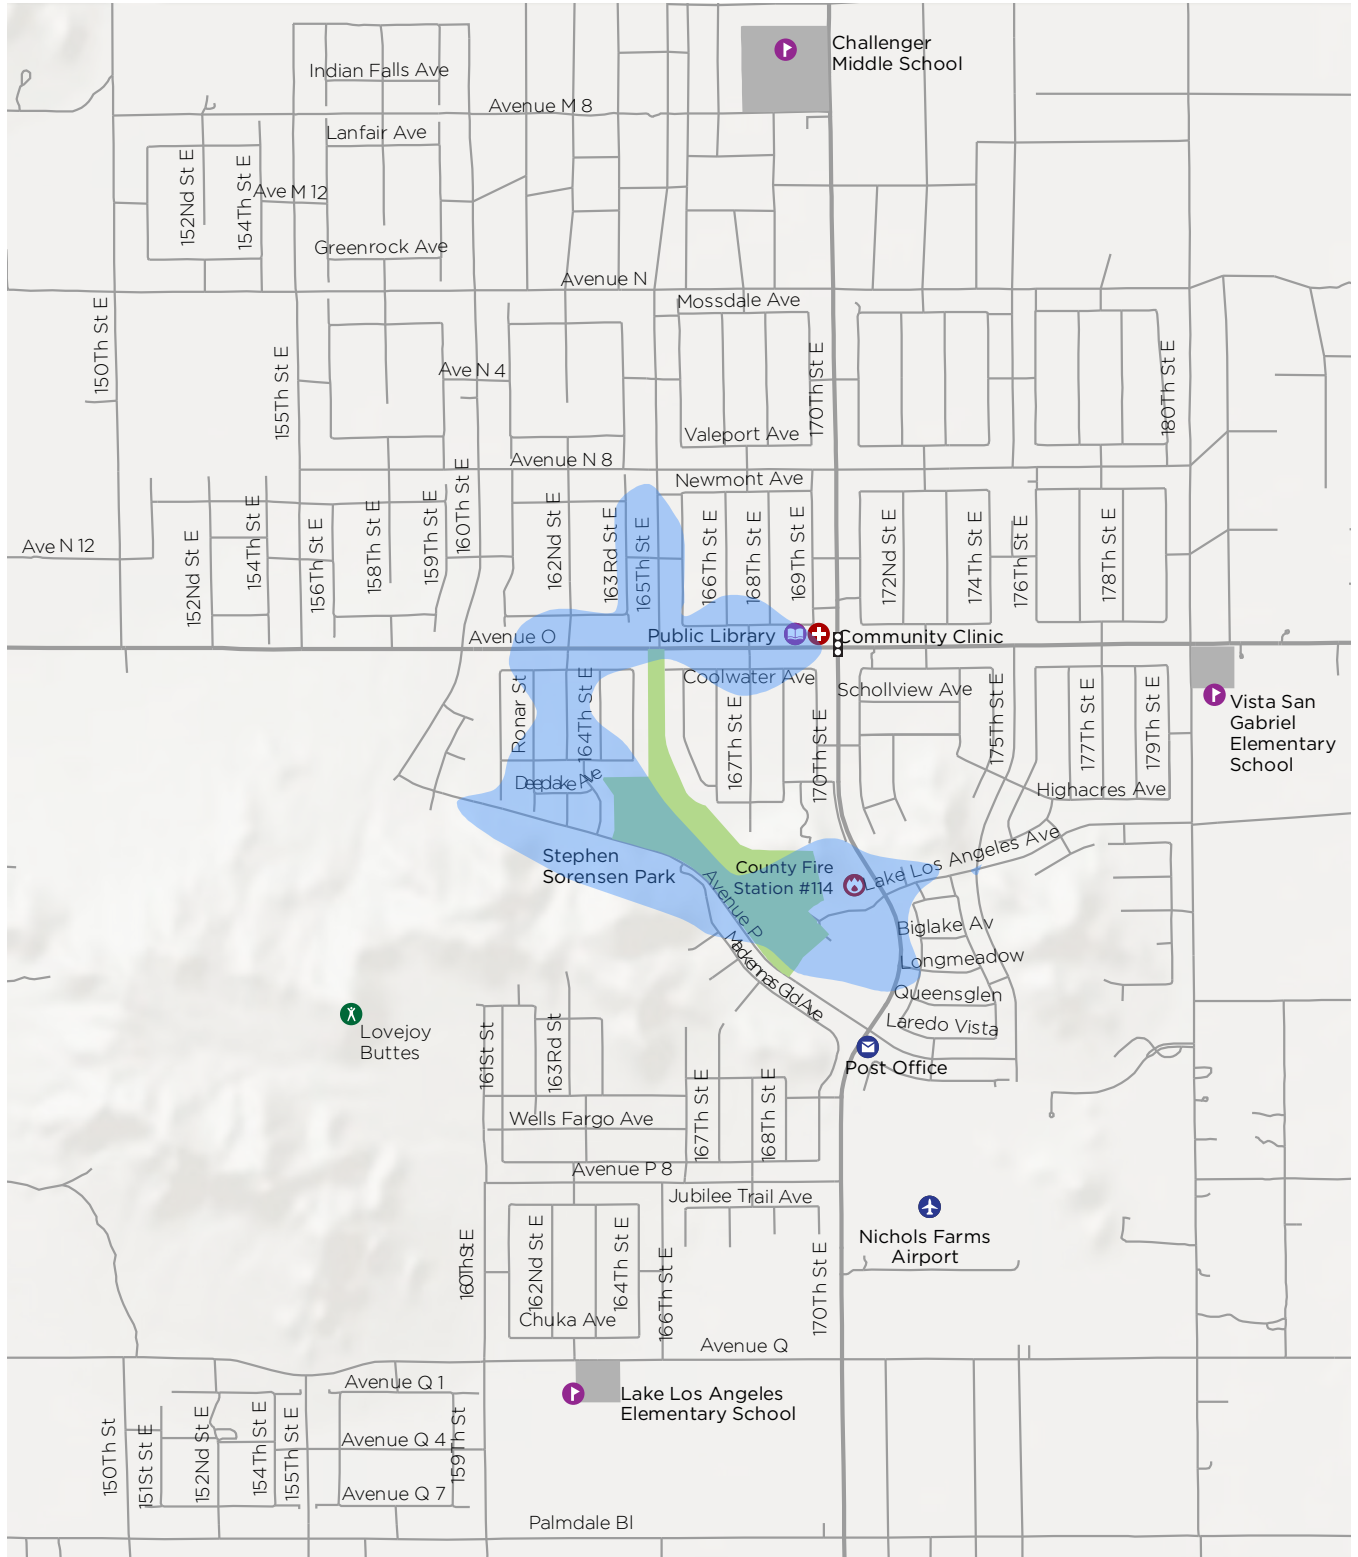 Challenger
Middle School
Indian Falls Ave
Avenue M 8
Lanfair Ave
152Nd St E
154Th St E
Ave M 12
Greenrock Ave
Avenue N
Mossdale Ave
150Th St E
155Th St E
Ave N 4
170Th St E
180Th St E
Valeport Ave
Avenue N 8
Newmont Ave
160Th St E
Ave N 12
152Nd St E
154Th St E
156Th St E
158Th St E
159Th St E
162Nd St E
163Rd St E
165Th St E
166Th St E
168Th St E
169Th St E
172Nd St E
174Th St E
176Th St E
178Th St E
Avenue O
Public Library
Community Clinic
Coolwater Ave
Schollview Ave
Ronar St
164Th St E
167Th St E
170Th St E
175Th St E
177Th St E
179Th St E
Vista San
Gabriel
Elementary
School
Deeplake Ave
Highacres Ave
Stephen
Sorensen Park
County Fire
Station #114
Lake Los Angeles Ave
Avenue P
Biglake Av
Longmeadow
Queensglen
Laredo Vista
Lovejoy
Buttes
161St St
163Rd St E
Post Office
Wells Fargo Ave
167Th St E
168Th St E
Avenue P 8
Jubilee Trail Ave
Nichols Farms
Airport
160Th St E
162Nd St E
164Th St E
166Th St E
170Th St E
Chuka Ave
Avenue Q
Avenue Q 1
Lake Los Angeles
Elementary School
150Th St
151St St E
152Nd St E
154Th St E
155Th St E
Avenue Q 4
159Th St
Avenue Q 7
Palmdale Bl